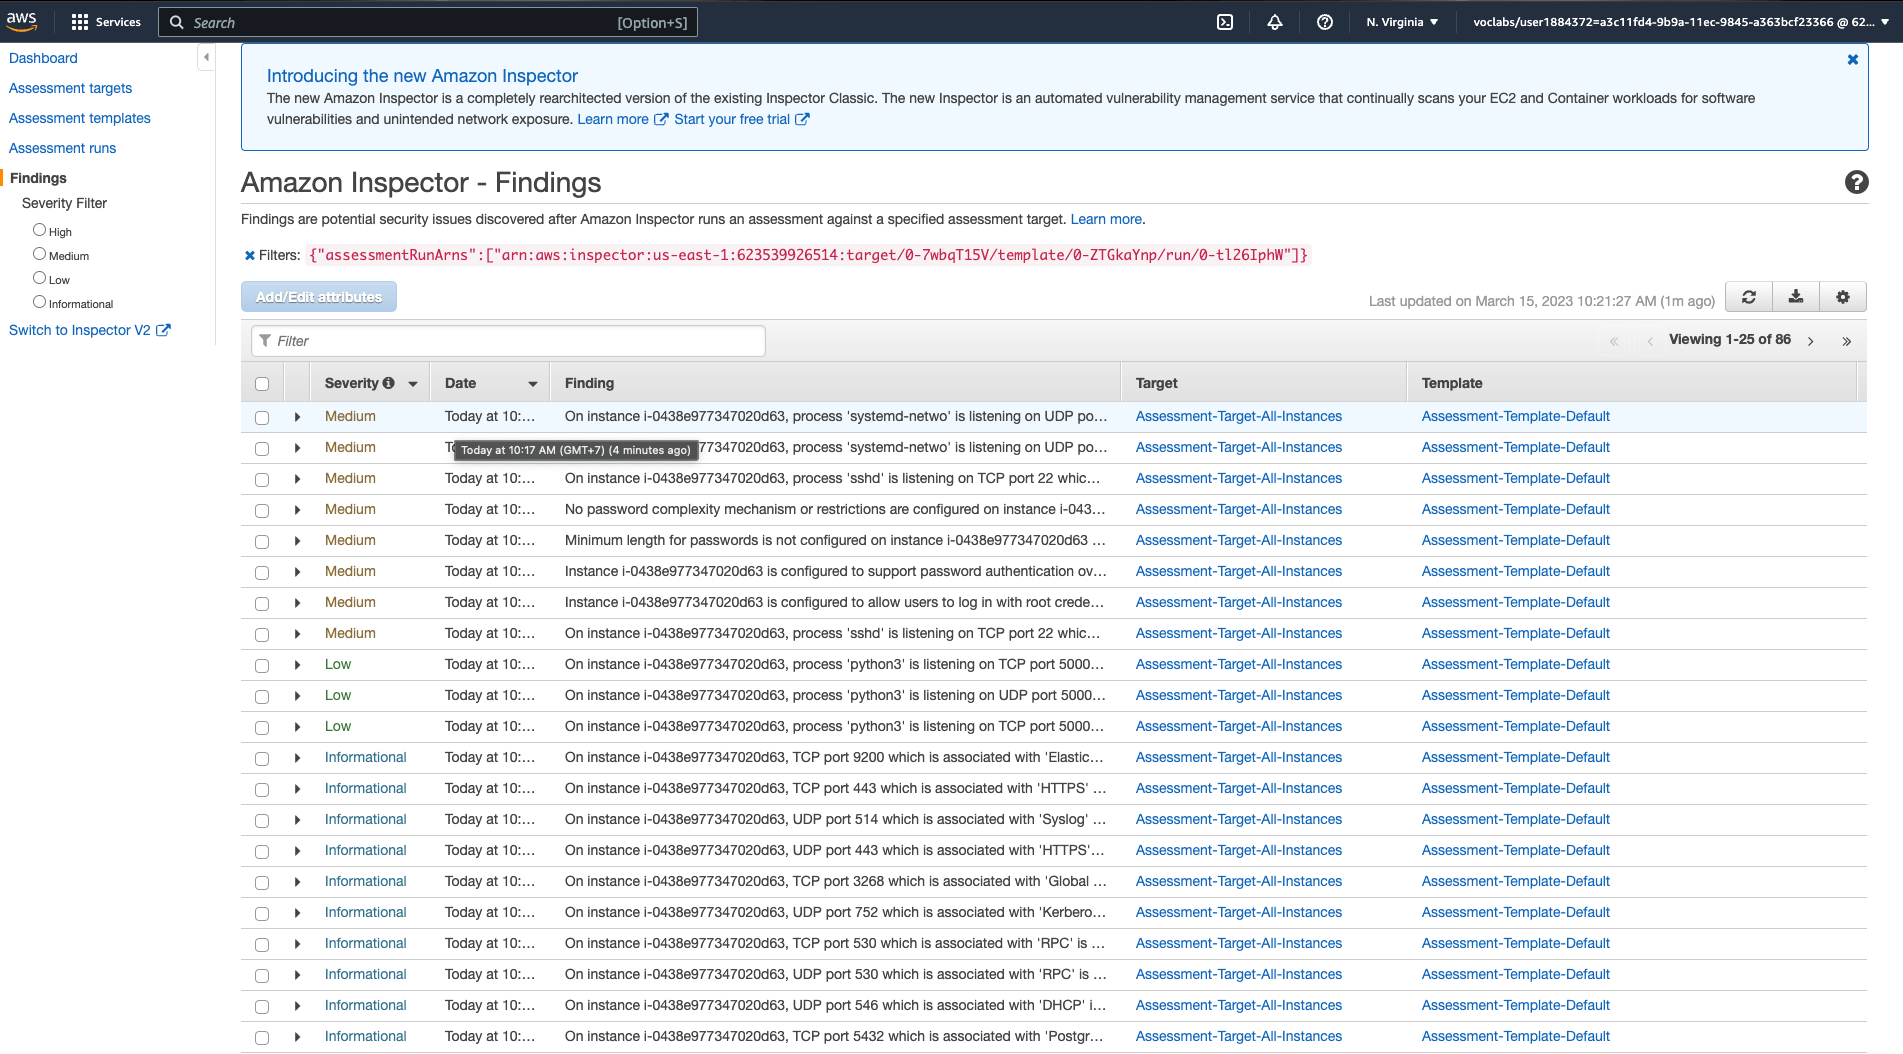 aws Services Search [Option+S] N. Virginia voclabs/user1884372=a3c11fd4-9b9a-11ec-9845-a363bcf23366 @ 62...
Dashboard
Assessment targets
Assessment templates
Assessment runs
Findings
Severity Filter
High
Medium
Low
Informational
Switch to Inspector V2
Introducing the new Amazon Inspector
The new Amazon Inspector is a completely rearchitected version of the existing Inspector Classic. The new Inspector is an automated vulnerability management service that continually scans your EC2 and Container workloads for software
vulnerabilities and unintended network exposure. Learn more Start your free trial
Amazon Inspector - Findings
Findings are potential security issues discovered after Amazon Inspector runs an assessment against a specified assessment target. Learn more.
Filters: {"assessmentRunArns":["arn:aws:inspector:us-east-1:623539926514:target/0-7wbqT15V/template/0-ZTGkaYnp/run/0-tl26IphW"]}
Add/Edit attributes Last updated on March 15, 2023 10:21:27 AM (1m ago)
Filter « ‹ Viewing 1-25 of 86 › »
Severity Date Finding Target Template
Medium Today at 10:... On instance i-0438e977347020d63, process 'systemd-netwo' is listening on UDP po... Assessment-Target-All-Instances Assessment-Template-Default
Today at 10:17 AM (GMT+7) (4 minutes ago)
Medium 77347020d63, process 'systemd-netwo' is listening on UDP po... Assessment-Target-All-Instances Assessment-Template-Default
Medium Today at 10:... On instance i-0438e977347020d63, process 'sshd' is listening on TCP port 22 whic... Assessment-Target-All-Instances Assessment-Template-Default
Medium Today at 10:... No password complexity mechanism or restrictions are configured on instance i-043... Assessment-Target-All-Instances Assessment-Template-Default
Medium Today at 10:... Minimum length for passwords is not configured on instance i-0438e977347020d63 ... Assessment-Target-All-Instances Assessment-Template-Default
Medium Today at 10:... Instance i-0438e977347020d63 is configured to support password authentication ov... Assessment-Target-All-Instances Assessment-Template-Default
Medium Today at 10:... Instance i-0438e977347020d63 is configured to allow users to log in with root crede... Assessment-Target-All-Instances Assessment-Template-Default
Medium Today at 10:... On instance i-0438e977347020d63, process 'sshd' is listening on TCP port 22 whic... Assessment-Target-All-Instances Assessment-Template-Default
Low Today at 10:... On instance i-0438e977347020d63, process 'python3' is listening on TCP port 5000... Assessment-Target-All-Instances Assessment-Template-Default
Low Today at 10:... On instance i-0438e977347020d63, process 'python3' is listening on UDP port 5000... Assessment-Target-All-Instances Assessment-Template-Default
Low Today at 10:... On instance i-0438e977347020d63, process 'python3' is listening on TCP port 5000... Assessment-Target-All-Instances Assessment-Template-Default
Informational Today at 10:... On instance i-0438e977347020d63, TCP port 9200 which is associated with 'Elastic... Assessment-Target-All-Instances Assessment-Template-Default
Informational Today at 10:... On instance i-0438e977347020d63, TCP port 443 which is associated with 'HTTPS' ... Assessment-Target-All-Instances Assessment-Template-Default
Informational Today at 10:... On instance i-0438e977347020d63, UDP port 514 which is associated with 'Syslog' ... Assessment-Target-All-Instances Assessment-Template-Default
Informational Today at 10:... On instance i-0438e977347020d63, UDP port 443 which is associated with 'HTTPS'... Assessment-Target-All-Instances Assessment-Template-Default
Informational Today at 10:... On instance i-0438e977347020d63, TCP port 3268 which is associated with 'Global ... Assessment-Target-All-Instances Assessment-Template-Default
Informational Today at 10:... On instance i-0438e977347020d63, UDP port 752 which is associated with 'Kerbero... Assessment-Target-All-Instances Assessment-Template-Default
Informational Today at 10:... On instance i-0438e977347020d63, TCP port 530 which is associated with 'RPC' is ... Assessment-Target-All-Instances Assessment-Template-Default
Informational Today at 10:... On instance i-0438e977347020d63, UDP port 530 which is associated with 'RPC' is ... Assessment-Target-All-Instances Assessment-Template-Default
Informational Today at 10:... On instance i-0438e977347020d63, UDP port 546 which is associated with 'DHCP' i... Assessment-Target-All-Instances Assessment-Template-Default
Informational Today at 10:... On instance i-0438e977347020d63, TCP port 5432 which is associated with 'Postgr... Assessment-Target-All-Instances Assessment-Template-Default